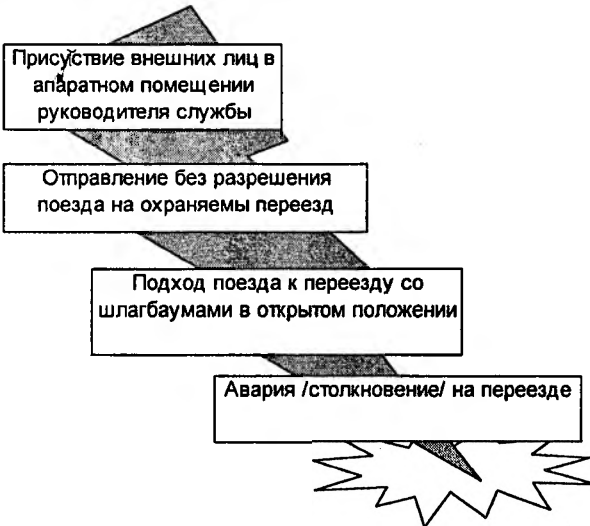 Присутствие внешних лиц в
апаратном помещении
руководителя службы
Отправление без разрешения
поезда на охраняемы переезд
Подход поезда к переезду со
шлагбаумами в открытом положении
Авария /столкновение/ на переезде